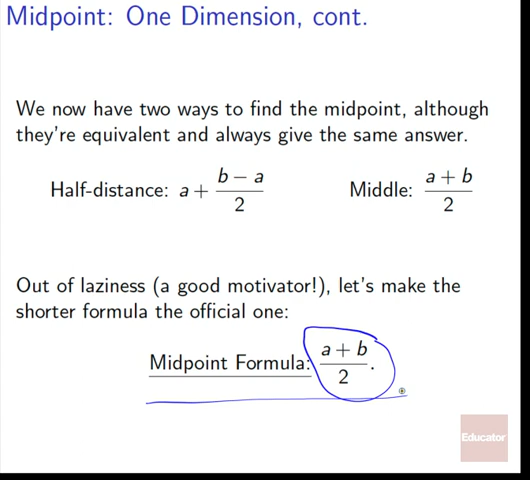 Midpoint: One Dimension, cont.
We now have two ways to find the midpoint, although
they're equivalent and always give the same answer.
Half-distance: a + (b − a)/2 Middle: (a + b)/2
Out of laziness (a good motivator!), let's make the
shorter formula the official one:
Midpoint Formula: (a + b)/2.
Educator